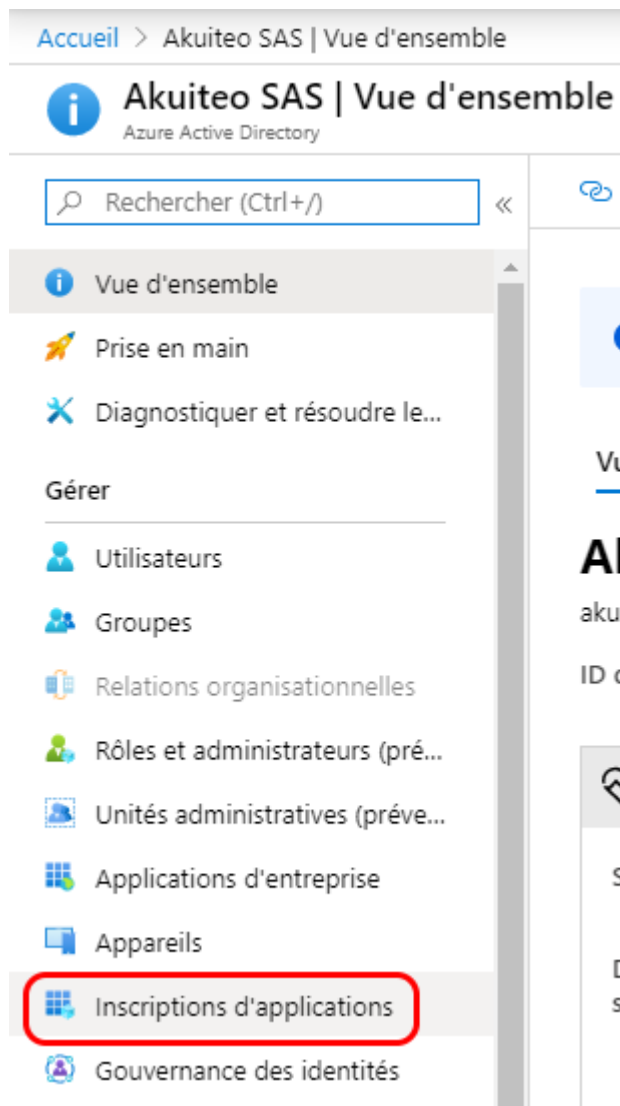 Accueil > Akuiteo SAS | Vue d'ensemble
Akuiteo SAS | Vue d'ensemble
Azure Active Directory
Rechercher (Ctrl+/)
«
Vue d'ensemble
Prise en main
Diagnostiquer et résoudre le...
Gérer
Utilisateurs
Groupes
Relations organisationnelles
Rôles et administrateurs (pré...
Unités administratives (préve...
Applications d'entreprise
Appareils
Inscriptions d'applications
Gouvernance des identités
aku
ID